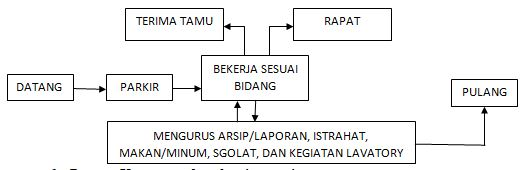 TERIMA TAMU
RAPAT
BEKERJA SESUAI
BIDANG
DATANG
PARKIR
PULANG
MENGURUS ARSIP/LAPORAN, ISTRAHAT,
MAKAN/MINUM, SGOLAT, DAN KEGIATAN LAVATORY